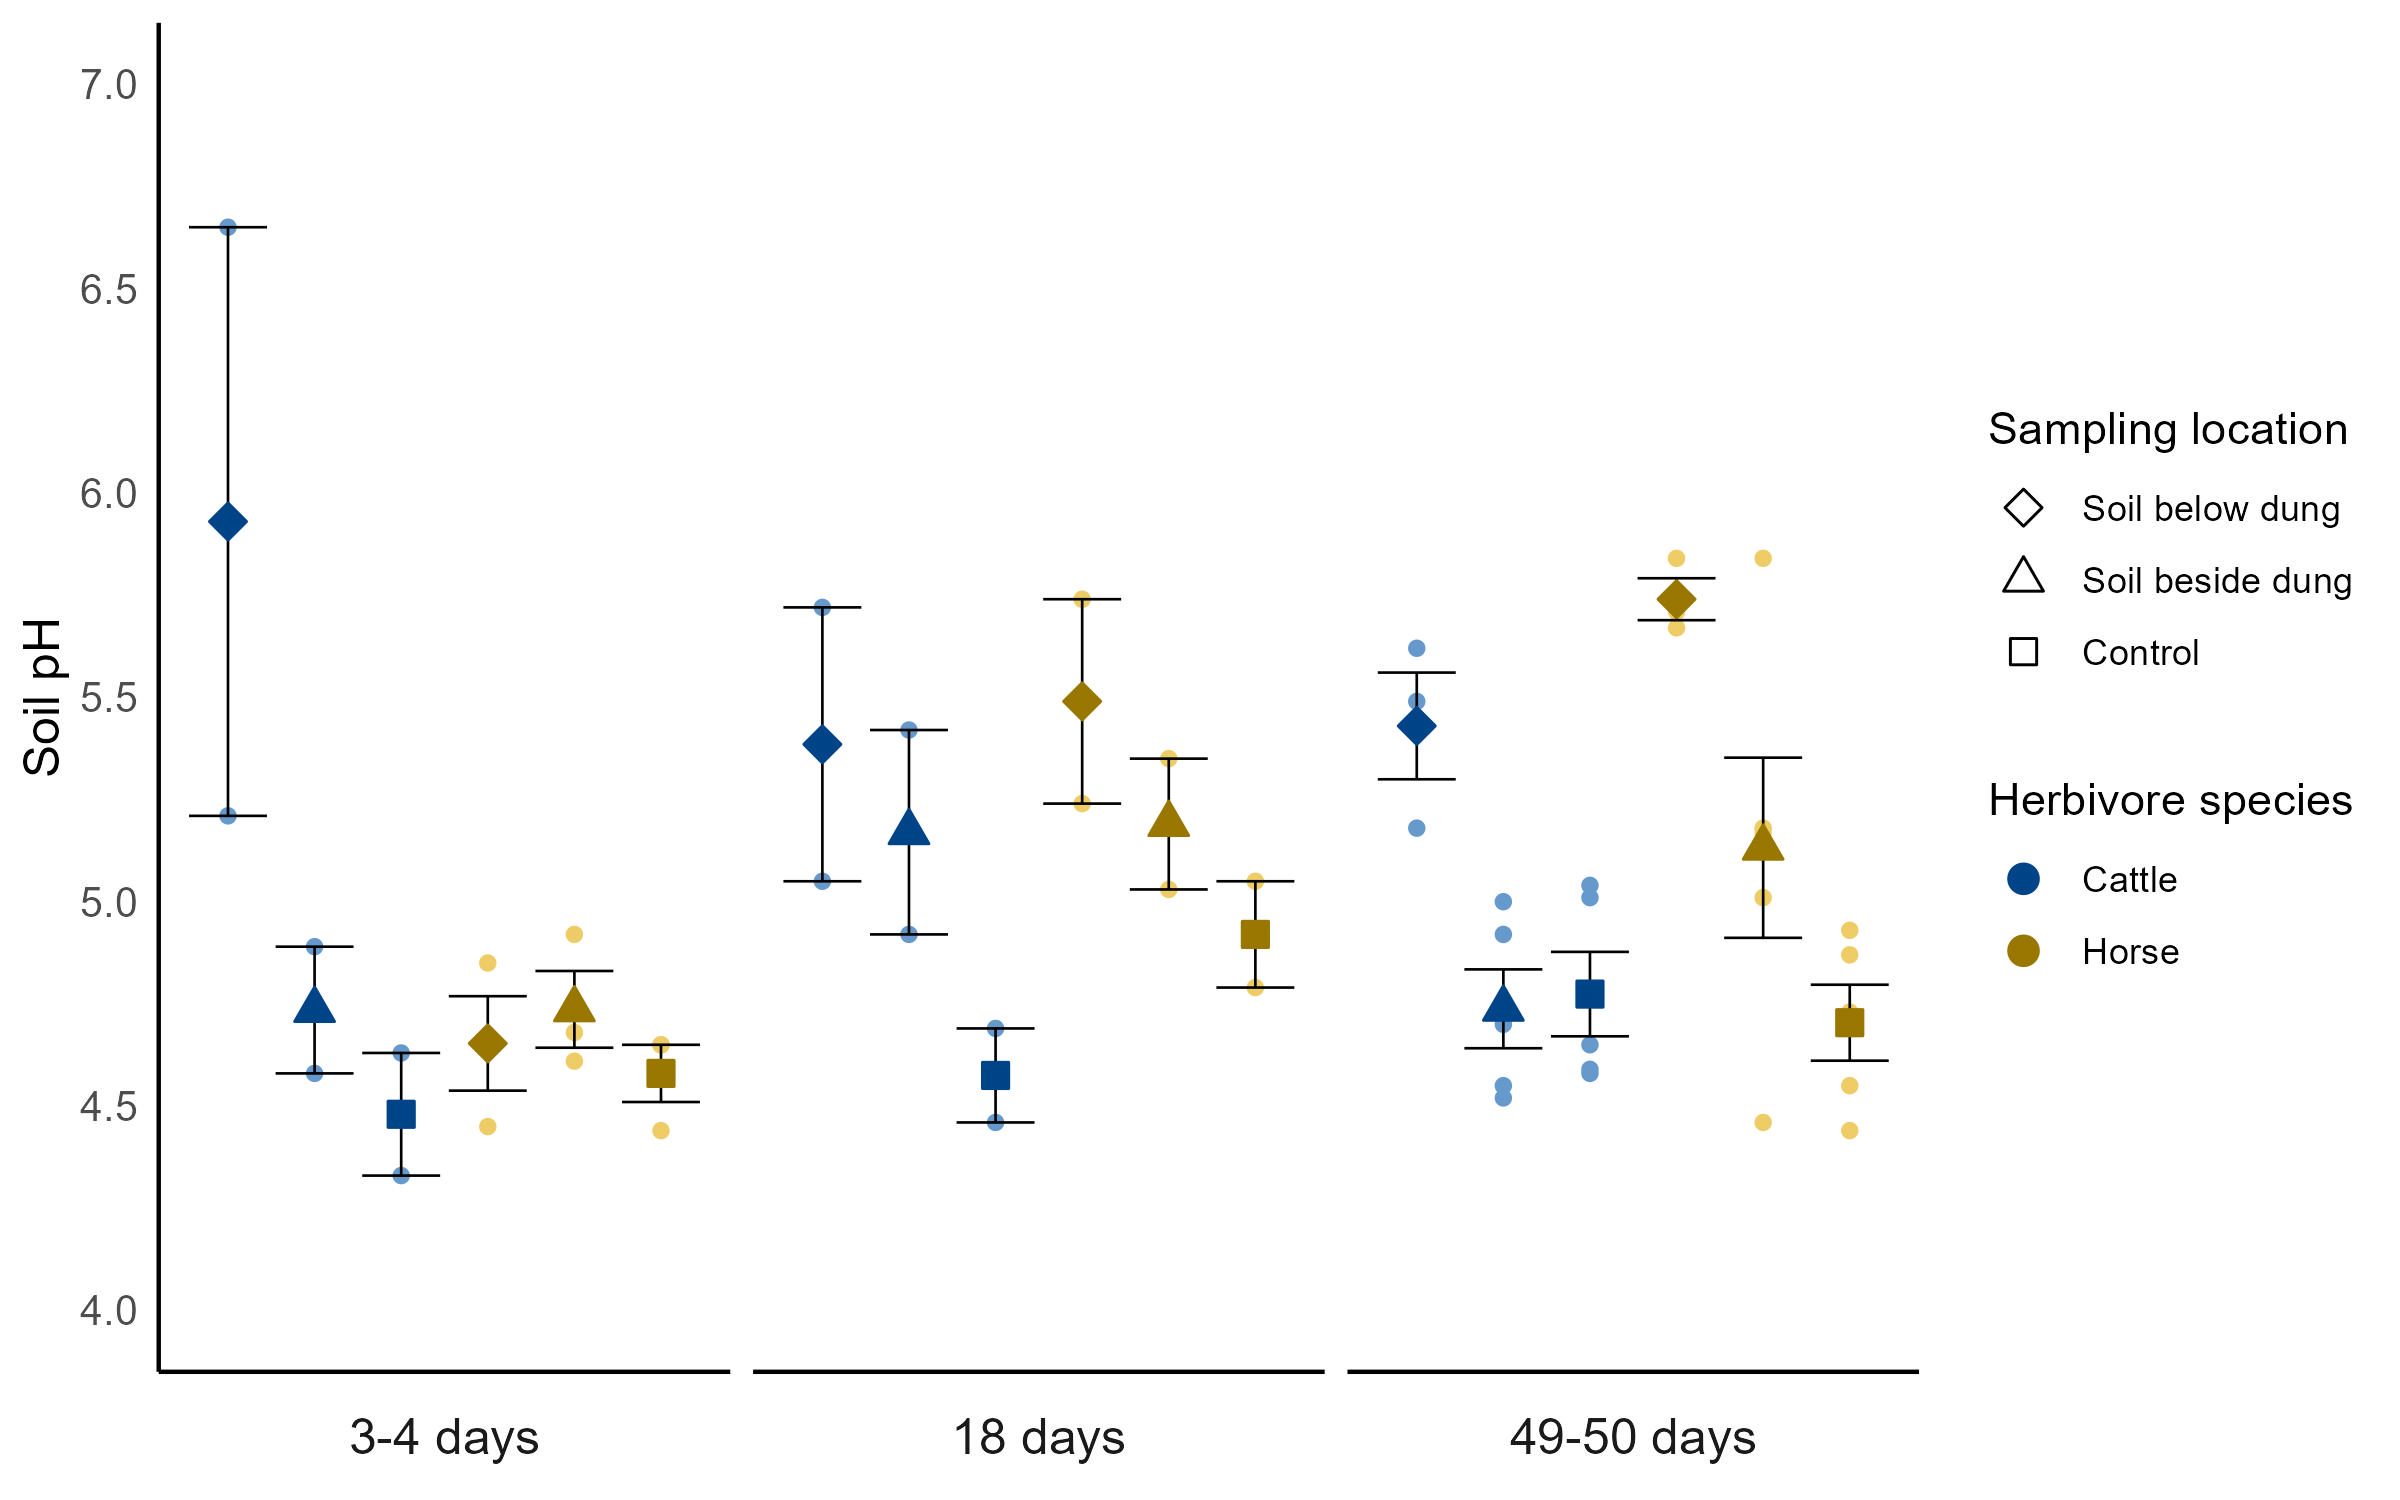 Soil pH
7.0
6.5
6.0
5.5
5.0
4.5
4.0
3-4 days
18 days
49-50 days
Sampling location
Soil below dung
Soil beside dung
Control
Herbivore species
Cattle
Horse